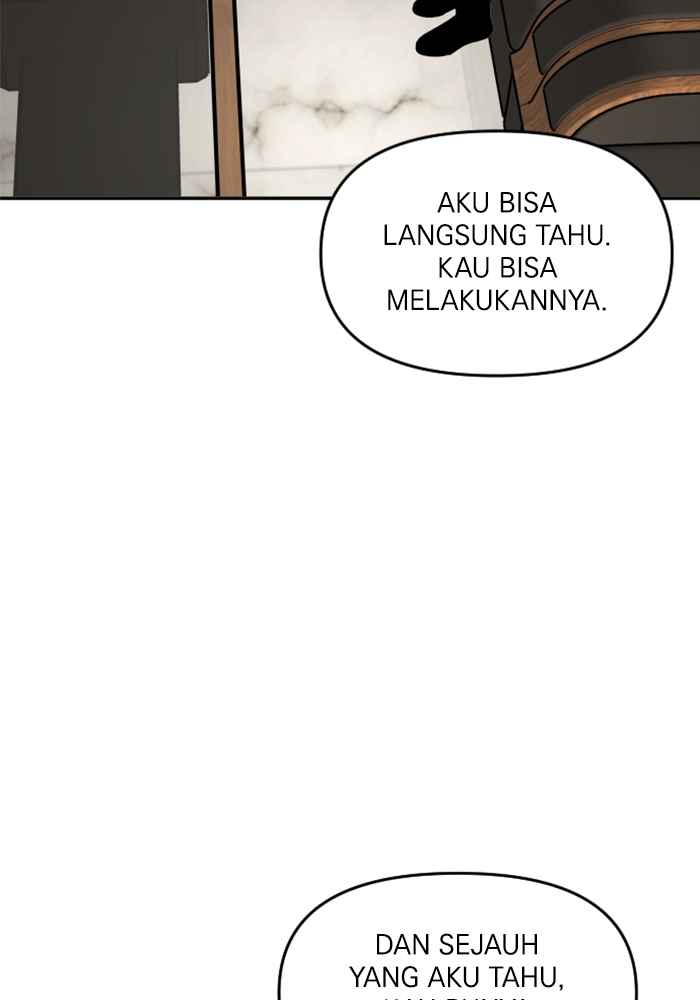 AKU BISA
LANGSUNG TAHU.
KAU BISA
MELAKUKANNYA.
DAN SEJAUH
YANG AKU TAHU,